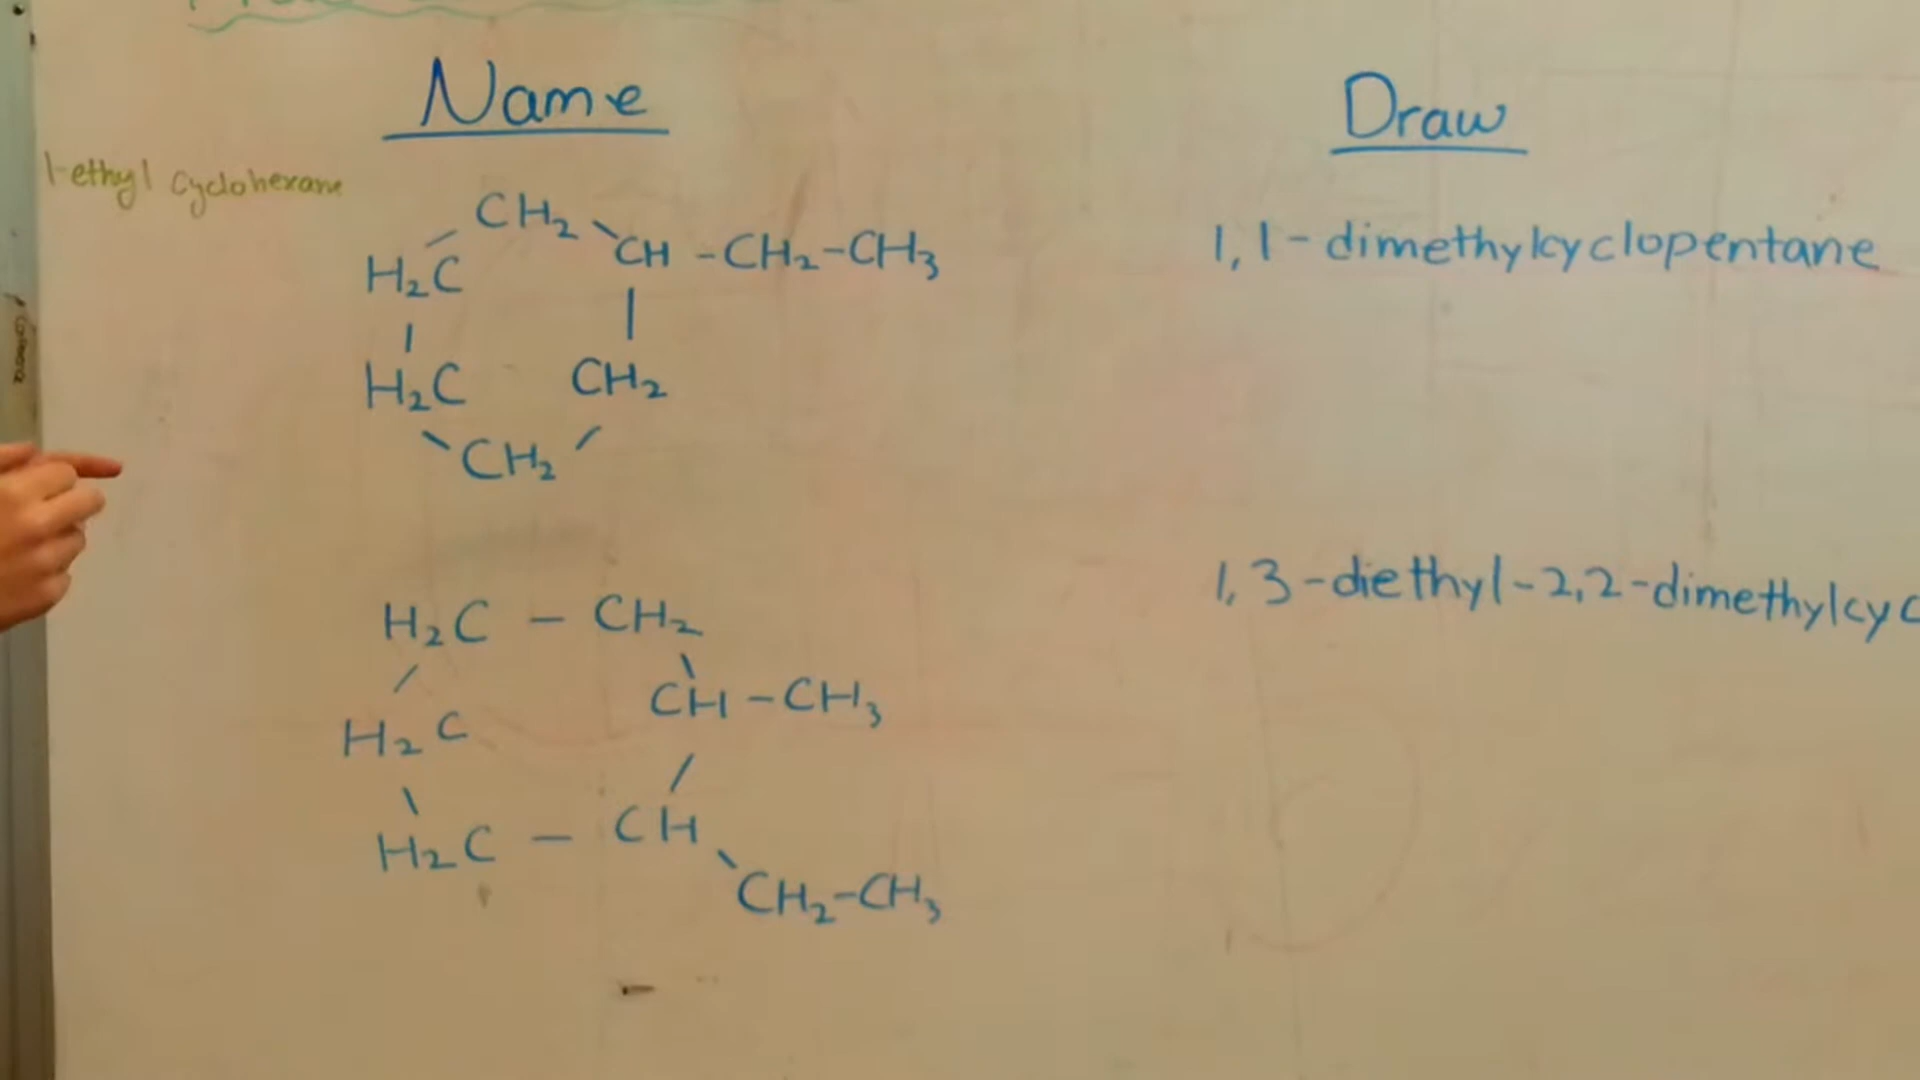 Name
Draw
1-ethyl cyclohexane
CH₂
H₂C
CH -CH₂-CH₃
1,1-dimethylcyclopentane
H₂C
CH₂
CH₂
1,3-diethyl-2,2-dimethylcyc
H₂C - CH₂
CH -CH₃
H₂C
H₂C - CH
CH₂-CH₃